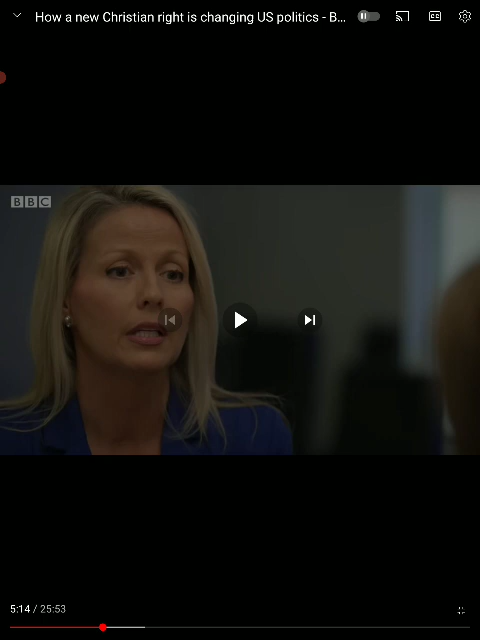 How a new Christian right is changing US politics - B...
BBC
5:14 / 25:53